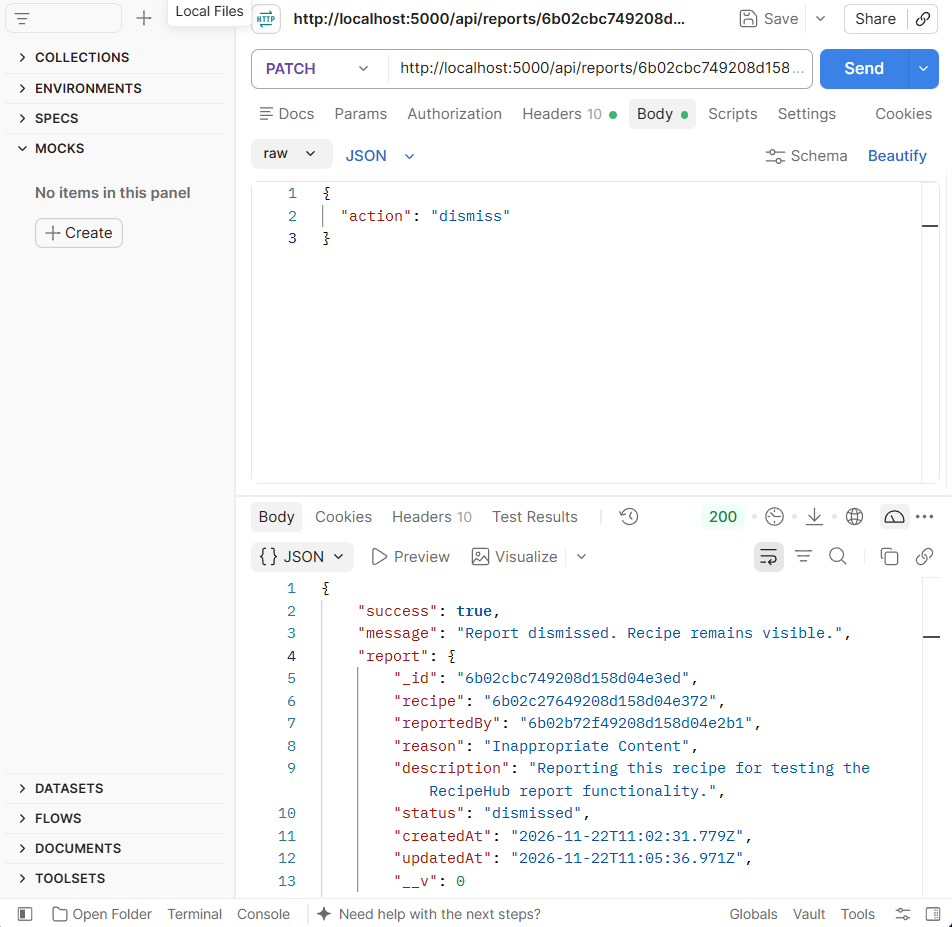 Local Files
HTTP http://localhost:5000/api/reports/6b02cbc749208d... Save Share
COLLECTIONS
ENVIRONMENTS
SPECS
MOCKS
No items in this panel
Create
DATASETS
FLOWS
DOCUMENTS
TOOLSETS
PATCH http://localhost:5000/api/reports/6b02cbc749208d158... Send
Docs Params Authorization Headers 10 Body Scripts Settings Cookies
raw JSON Schema Beautify
1 {
2 "action": "dismiss"
3 }
Body Cookies Headers 10 Test Results 200
{} JSON Preview Visualize
1 {
2 "success": true,
3 "message": "Report dismissed. Recipe remains visible.",
4 "report": {
5 "_id": "6b02cbc749208d158d04e3ed",
6 "recipe": "6b02c27649208d158d04e372",
7 "reportedBy": "6b02b72f49208d158d04e2b1",
8 "reason": "Inappropriate Content",
9 "description": "Reporting this recipe for testing the
RecipeHub report functionality.",
10 "status": "dismissed",
11 "createdAt": "2026-11-22T11:02:31.779Z",
12 "updatedAt": "2026-11-22T11:05:36.971Z",
13 "__v": 0
Open Folder Terminal Console Need help with the next steps? Globals Vault Tools